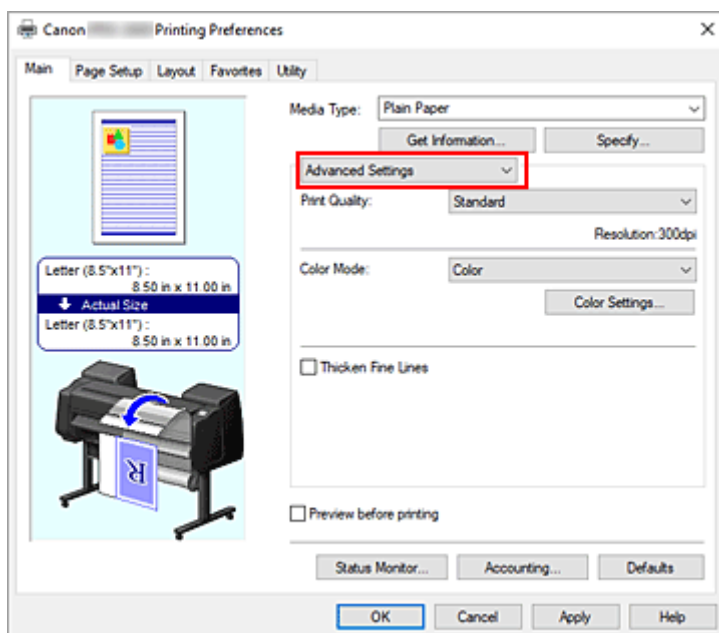 Canon Printing Preferences
Main Page Setup Layout Favorites Utility
Media Type: Plain Paper
Get Information... Specify...
Advanced Settings
Print Quality: Standard
Resolution:300dpi
Color Mode: Color
Color Settings...
Letter (8.5"x11") :
8.50 in x 11.00 in
Actual Size
Letter (8.5"x11") :
8.50 in x 11.00 in
Thicken Fine Lines
R
Preview before printing
Status Monitor... Accounting... Defaults
OK Cancel Apply Help